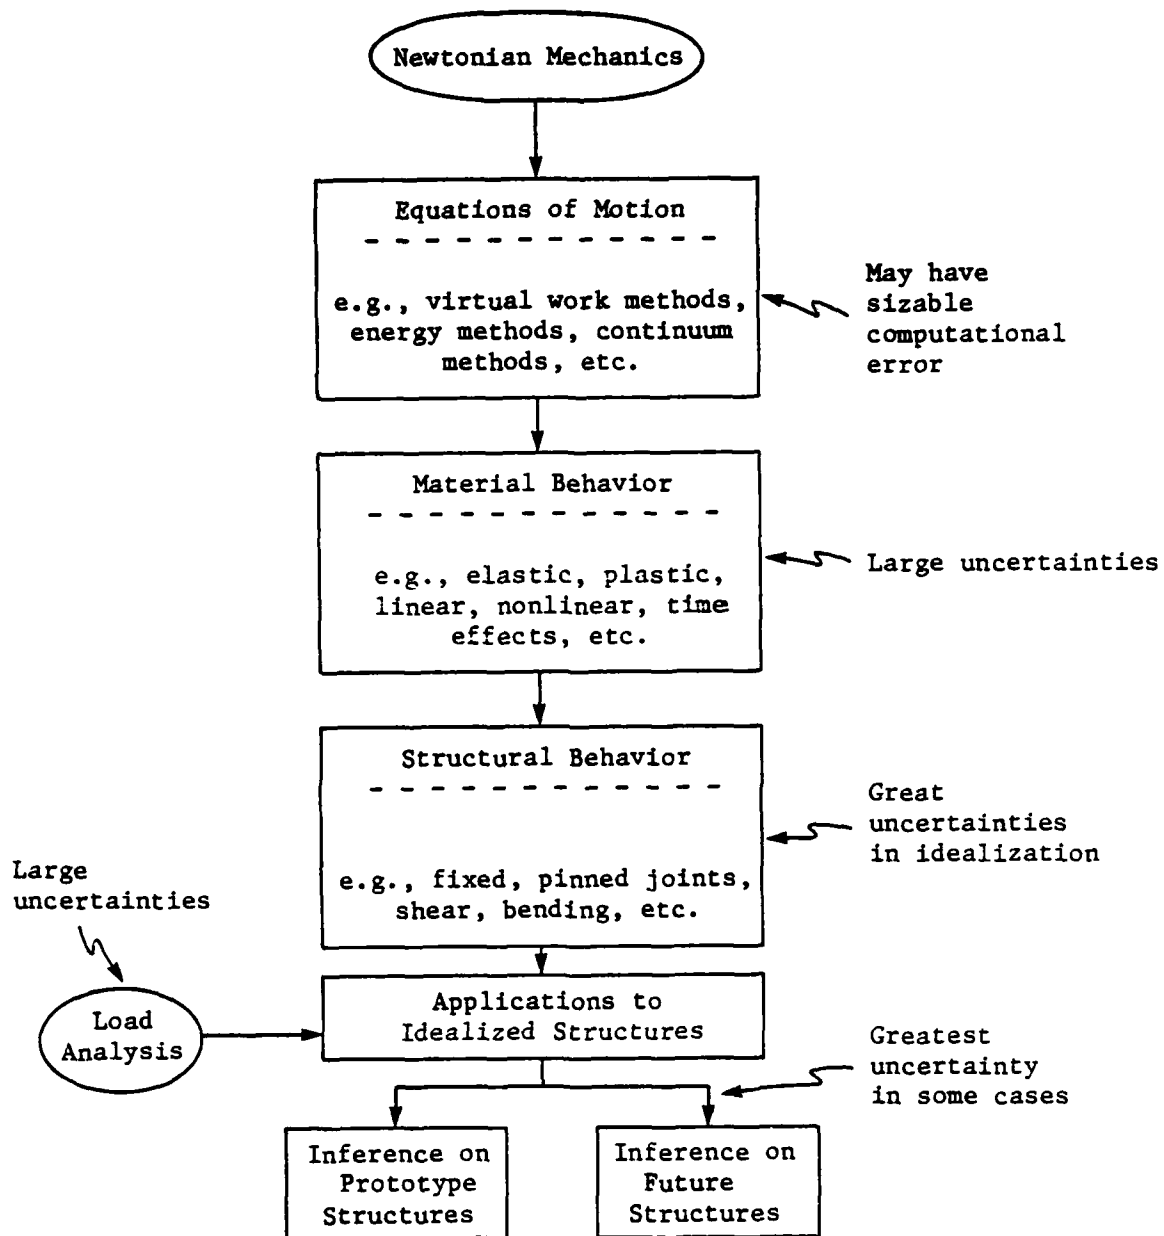 Newtonian Mechanics
Equations of Motion
e.g., virtual work methods,
energy methods, continuum
methods, etc.
May have
sizable
computational
error
Material Behavior
e.g., elastic, plastic,
linear, nonlinear, time
effects, etc.
Large uncertainties
Structural Behavior
e.g., fixed, pinned joints,
shear, bending, etc.
Great
uncertainties
in idealization
Large
uncertainties
Load
Analysis
Applications to
Idealized Structures
Greatest
uncertainty
in some cases
Inference on
Prototype
Structures
Inference on
Future
Structures